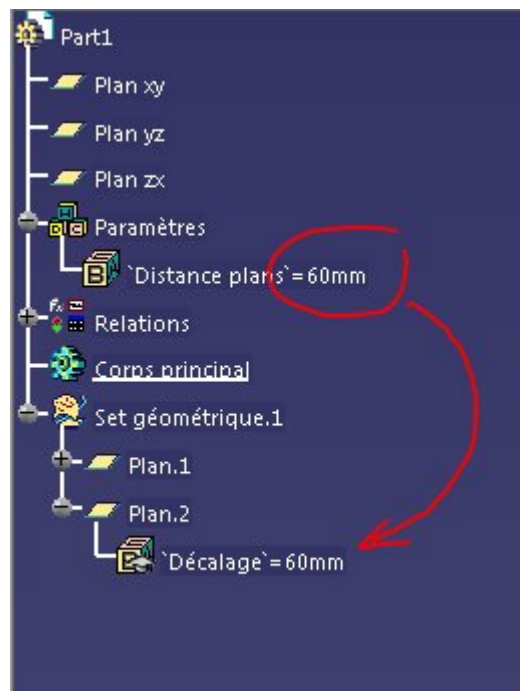 Part1
Plan xy
Plan yz
Plan zx
Paramètres
`Distance plans`=60mm
Relations
Corps principal
Set géométrique.1
Plan.1
Plan.2
`Décalage`=60mm